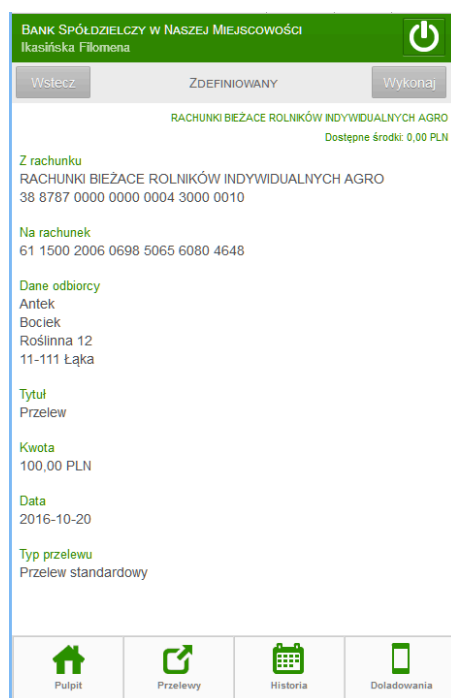 BANK SPÓŁDZIELCZY W NASZEJ MIEJSCOWOŚCI
Ikasińska Filomena
Wstecz
ZDEFINIOWANY
Wykonaj
RACHUNKI BIEŻACE ROLNIKÓW INDYWIDUALNYCH AGRO
Dostępne środki: 0,00 PLN
Z rachunku
RACHUNKI BIEŻACE ROLNIKÓW INDYWIDUALNYCH AGRO
38 8787 0000 0000 0004 3000 0010
Na rachunek
61 1500 2006 0698 5065 6080 4648
Dane odbiorcy
Antek
Bociek
Roślinna 12
11-111 Łąka
Tytuł
Przelew
Kwota
100,00 PLN
Data
2016-10-20
Typ przelewu
Przelew standardowy
Pulpit
Przelewy
Historia
Doladowania